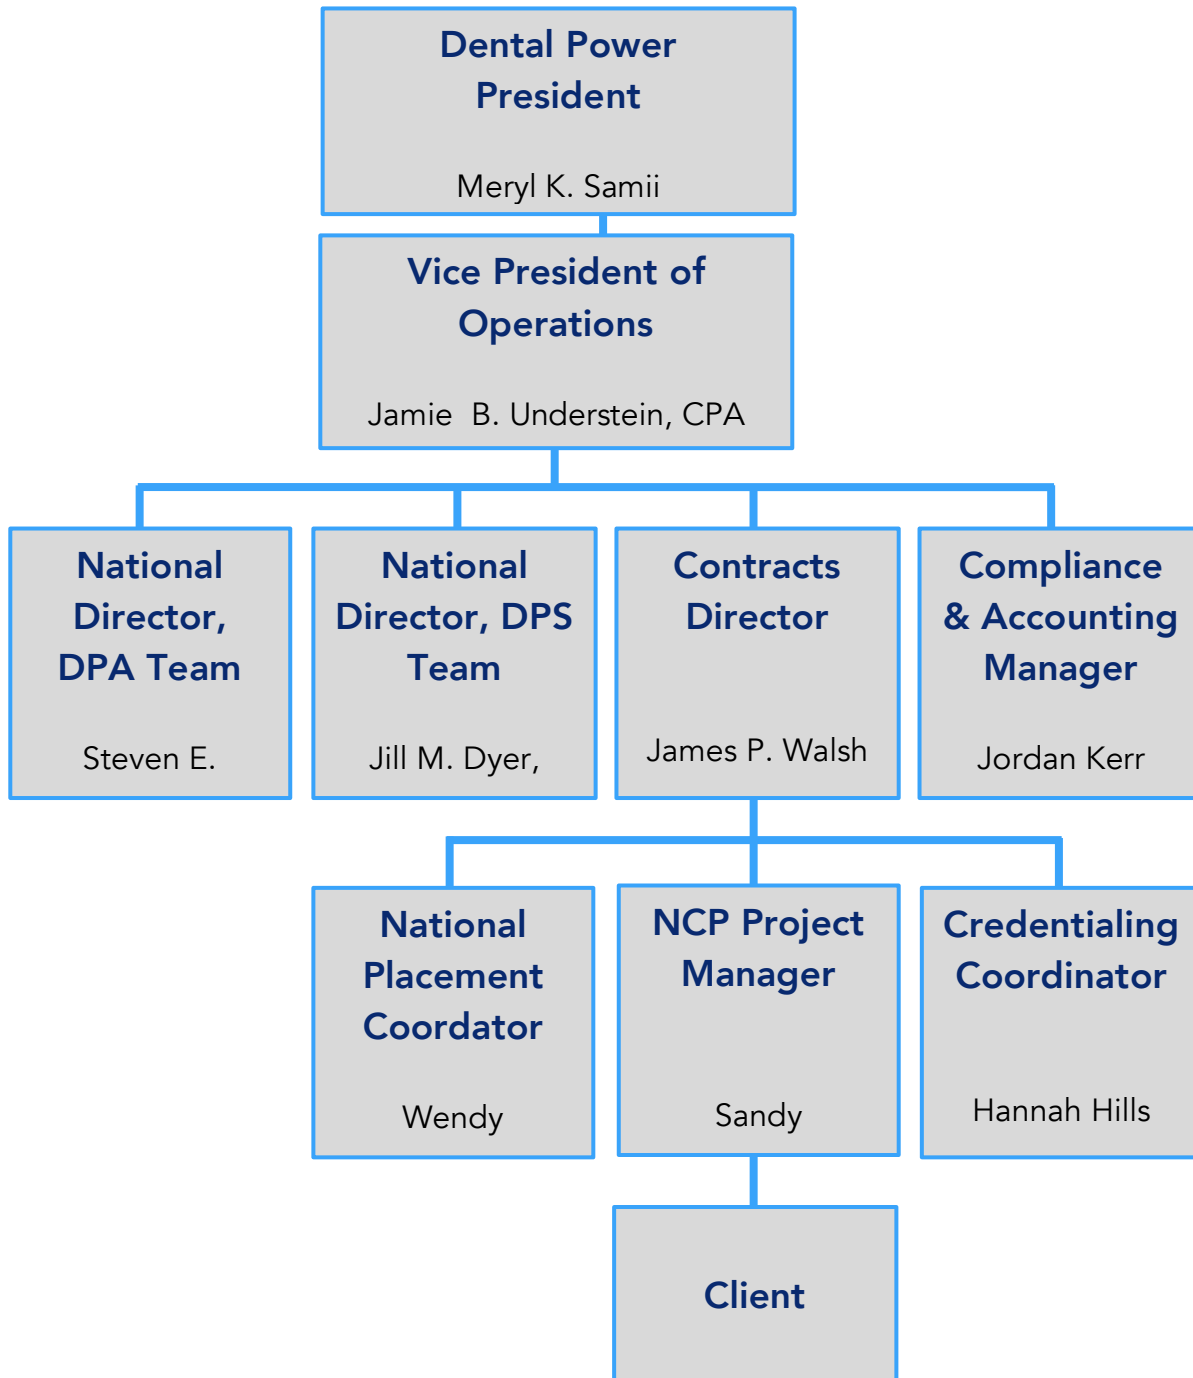 Dental Power
President
Meryl K. Samii
Vice President of
Operations
Jamie  B. Understein, CPA
National
Director,
DPA Team
Steven E.
National
Director, DPS
Team
Jill M. Dyer,
Contracts
Director
James P. Walsh
Compliance
& Accounting
Manager
Jordan Kerr
National
Placement
Coordator
Wendy
NCP Project
Manager
Sandy
Credentialing
Coordinator
Hannah Hills
Client